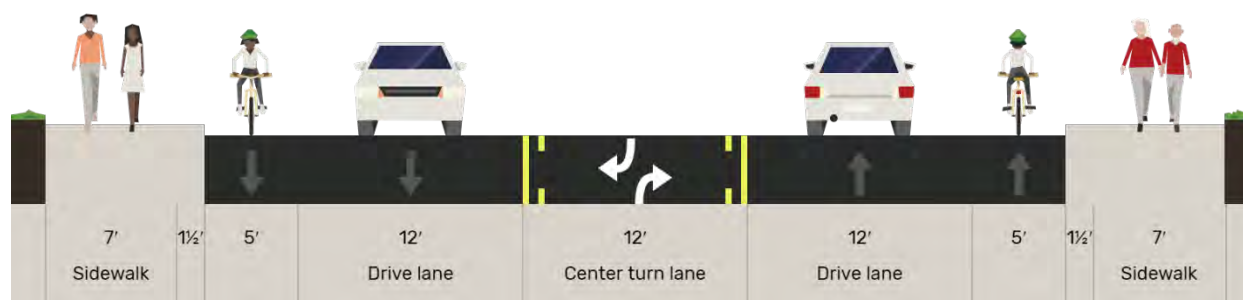 7′ 1½′ 5′ 12′ 12′ 12′ 5′ 1½′ 7′
Sidewalk Drive lane Center turn lane Drive lane Sidewalk